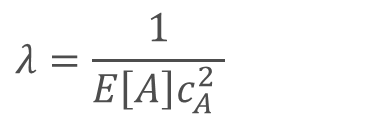 λ = 1 / E[A]c_A^2